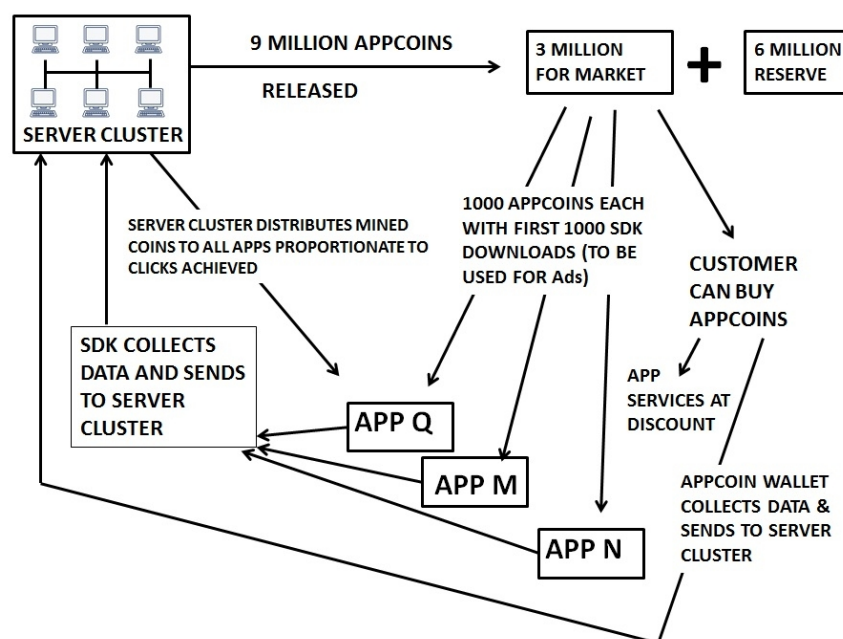 SERVER CLUSTER
9 MILLION APPCOINS
RELEASED
3 MILLION
FOR MARKET
+
6 MILLION
RESERVE
SERVER CLUSTER DISTRIBUTES MINED
COINS TO ALL APPS PROPORTIONATE TO
CLICKS ACHIEVED
1000 APPCOINS EACH
WITH FIRST 1000 SDK
DOWNLOADS (TO BE
USED FOR Ads)
CUSTOMER
CAN BUY
APPCOINS
SDK COLLECTS
DATA AND SENDS
TO SERVER
CLUSTER
APP
SERVICES AT
DISCOUNT
APP Q
APP M
APP N
APPCOIN WALLET
COLLECTS DATA &
SENDS TO SERVER
CLUSTER